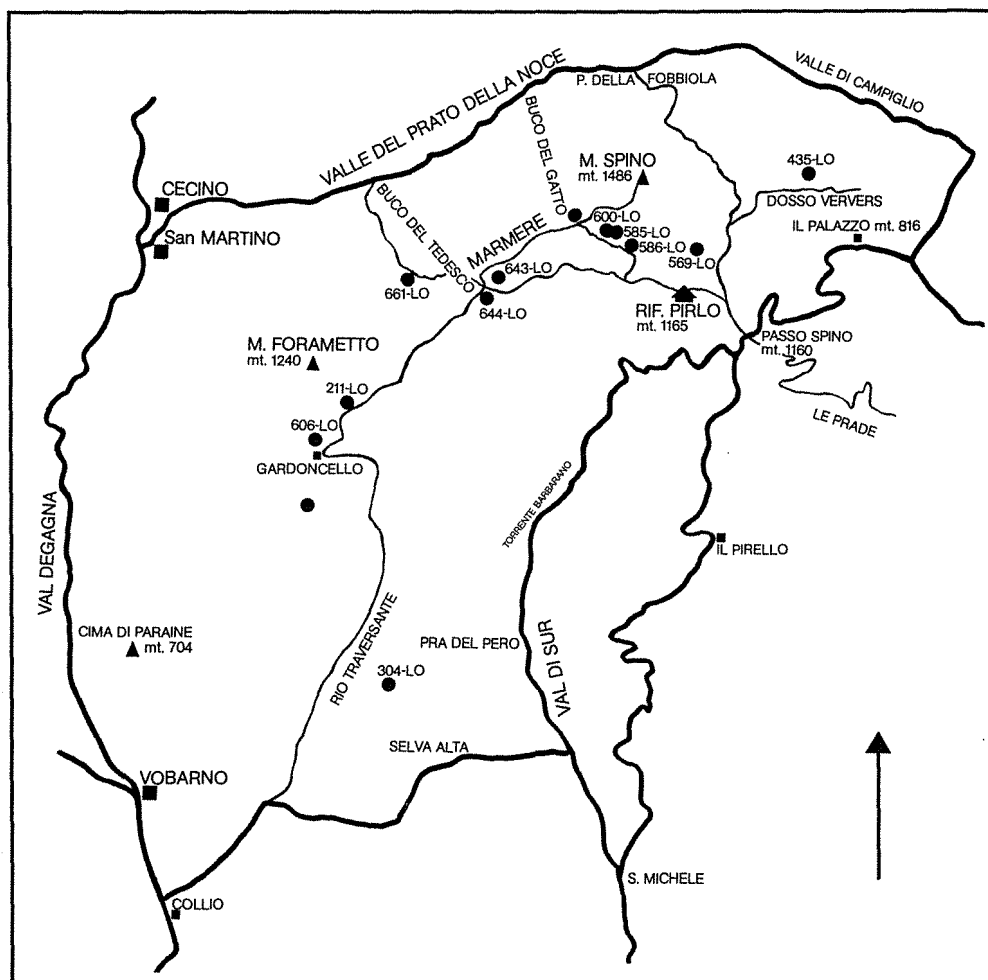 VALLE DEL PRATO DELLA NOCE
P. DELLA FOBBIOLA
VALLE DI CAMPIGLIO
BUCO DEL GATTO
M. SPINO
mt. 1486
435-LO
CECINO
BUCO DEL TEDESCO
DOSSO VERVERS
San MARTINO
MARMERE
600-LO
585-LO
586-LO
IL PALAZZO mt. 816
569-LO
643-LO
661-LO
644-LO
RIF. PIRLO
mt. 1165
M. FORAMETTO
mt. 1240
PASSO SPINO
mt. 1160
211-LO
LE PRADE
606-LO
GARDONCELLO
TORRENTE BARBARANO
VAL DEGAGNA
IL PIRELLO
CIMA DI PARAINE
mt. 704
RIO TRAVERSANTE
PRA DEL PERO
VAL DI SUR
304-LO
SELVA ALTA
VOBARNO
S. MICHELE
COLLIO